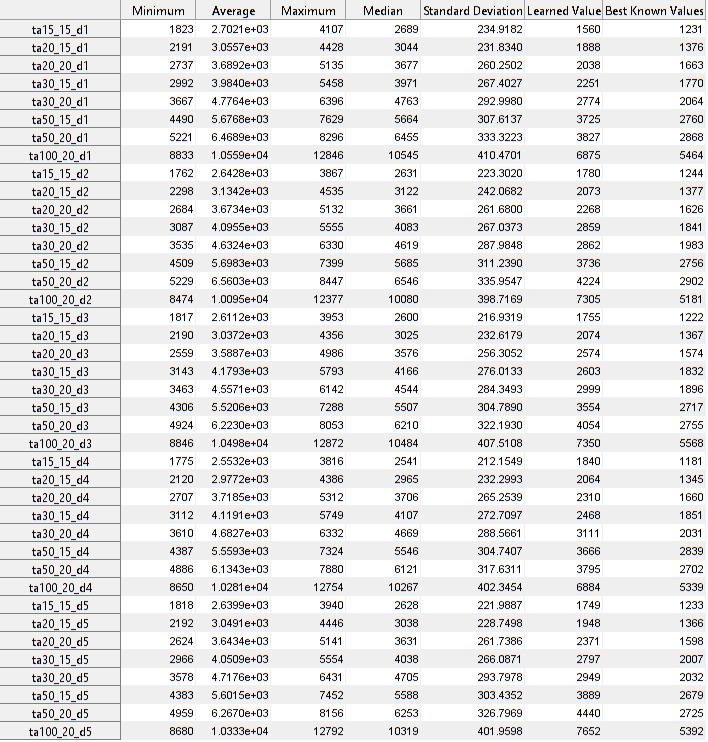 Minimum Average Maximum Median Standard Deviation Learned Value Best Known Values
ta15_15_d1 1823 2.7021e+03 4107 2689 234.9182 1560 1231
ta20_15_d1 2191 3.0557e+03 4428 3044 231.8340 1888 1376
ta20_20_d1 2737 3.6892e+03 5135 3677 260.2502 2038 1663
ta30_15_d1 2992 3.9840e+03 5458 3971 267.4027 2251 1770
ta30_20_d1 3667 4.7764e+03 6396 4763 292.9980 2774 2064
ta50_15_d1 4490 5.6768e+03 7629 5664 307.6137 3725 2760
ta50_20_d1 5221 6.4689e+03 8296 6455 333.3223 3827 2868
ta100_20_d1 8833 1.0559e+04 12846 10545 410.4701 6875 5464
ta15_15_d2 1762 2.6428e+03 3867 2631 223.3020 1780 1244
ta20_15_d2 2298 3.1342e+03 4535 3122 242.0682 2073 1377
ta20_20_d2 2684 3.6734e+03 5132 3661 261.6800 2268 1626
ta30_15_d2 3087 4.0955e+03 5555 4083 267.0373 2859 1841
ta30_20_d2 3535 4.6324e+03 6330 4619 287.9848 2862 1983
ta50_15_d2 4509 5.6983e+03 7399 5685 311.2390 3736 2756
ta50_20_d2 5229 6.5603e+03 8447 6546 335.9547 4224 2902
ta100_20_d2 8474 1.0095e+04 12377 10080 398.7169 7305 5181
ta15_15_d3 1817 2.6112e+03 3953 2600 216.9319 1755 1222
ta20_15_d3 2190 3.0372e+03 4356 3025 232.6179 2074 1367
ta20_20_d3 2559 3.5887e+03 4986 3576 256.3052 2574 1574
ta30_15_d3 3143 4.1793e+03 5793 4166 276.0133 2603 1832
ta30_20_d3 3463 4.5571e+03 6142 4544 284.3493 2999 1896
ta50_15_d3 4306 5.5206e+03 7288 5507 304.7890 3554 2717
ta50_20_d3 4924 6.2230e+03 8053 6210 322.1930 4054 2755
ta100_20_d3 8846 1.0498e+04 12872 10484 407.5108 7350 5568
ta15_15_d4 1775 2.5532e+03 3816 2541 212.1549 1840 1181
ta20_15_d4 2120 2.9772e+03 4386 2965 232.2993 2064 1345
ta20_20_d4 2707 3.7185e+03 5312 3706 265.2539 2310 1660
ta30_15_d4 3112 4.1191e+03 5749 4107 272.7097 2468 1851
ta30_20_d4 3610 4.6827e+03 6332 4669 288.5661 3111 2031
ta50_15_d4 4387 5.5593e+03 7324 5546 304.7407 3666 2839
ta50_20_d4 4886 6.1343e+03 7880 6121 317.6311 3795 2702
ta100_20_d4 8650 1.0281e+04 12754 10267 402.3454 6884 5339
ta15_15_d5 1818 2.6399e+03 3940 2628 221.9887 1749 1233
ta20_15_d5 2192 3.0491e+03 4446 3038 228.7498 1948 1366
ta20_20_d5 2624 3.6434e+03 5141 3631 261.7386 2371 1598
ta30_15_d5 2966 4.0509e+03 5554 4038 266.0871 2797 2007
ta30_20_d5 3578 4.7176e+03 6431 4705 293.7978 2949 2032
ta50_15_d5 4383 5.6015e+03 7452 5588 303.4352 3889 2679
ta50_20_d5 4959 6.2670e+03 8156 6253 326.7969 4440 2725
ta100_20_d5 8680 1.0333e+04 12792 10319 401.9598 7652 5392